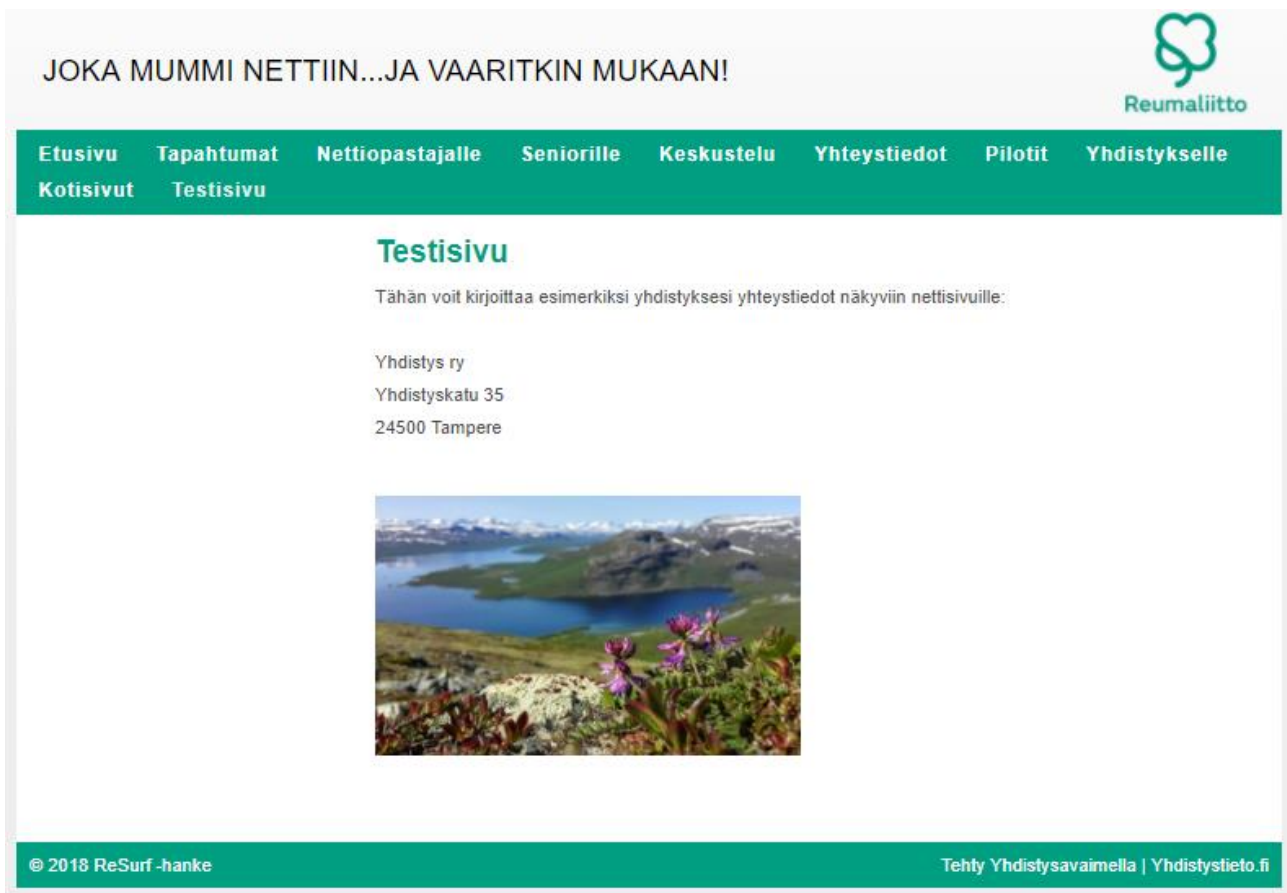 JOKA MUMMI NETTIIN...JA VAARITKIN MUKAAN!
Reumaliitto
Etusivu Tapahtumat Nettiopastajalle Seniorille Keskustelu Yhteystiedot Pilotit Yhdistykselle
Kotisivut Testisivu
Testisivu
Tähän voit kirjoittaa esimerkiksi yhdistyksesi yhteystiedot näkyviin nettisivuille:
Yhdistys ry
Yhdistyskatu 35
24500 Tampere
© 2018 ReSurf -hanke
Tehty Yhdistysavaimella | Yhdistystieto.fi